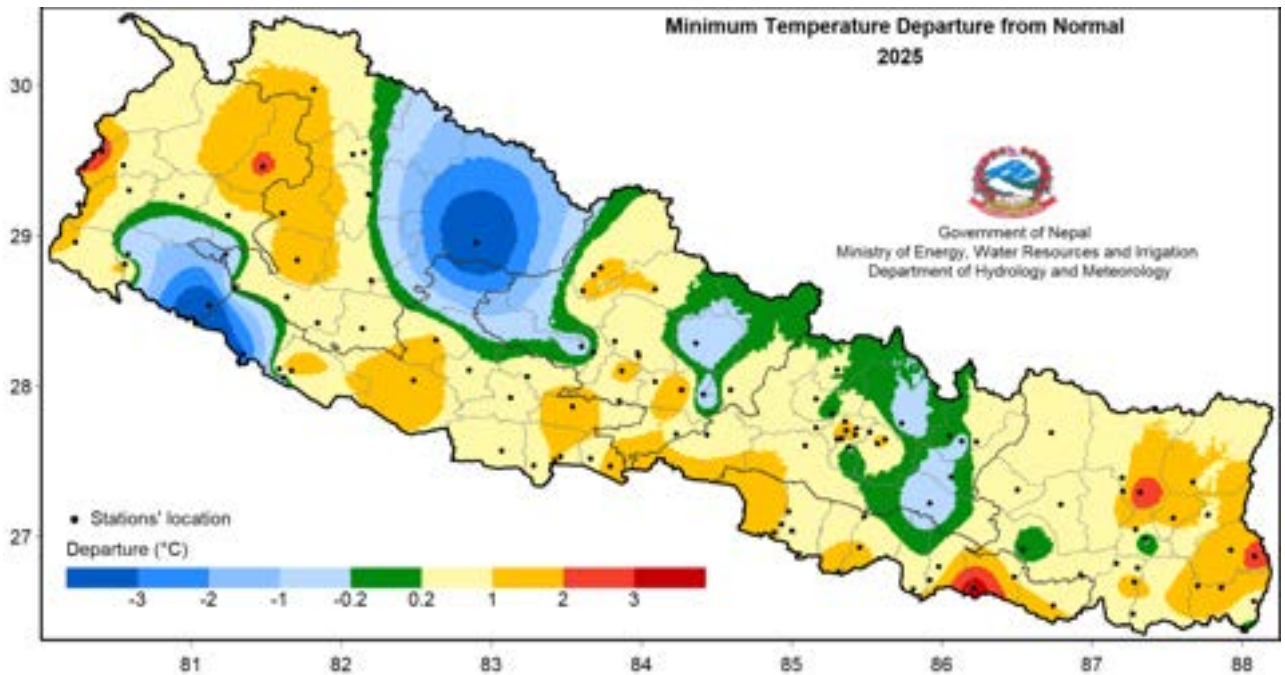 Minimum Temperature Departure from Normal
2025
30
29
28
27
Government of Nepal
Ministry of Energy, Water Resources and Irrigation
Department of Hydrology and Meteorology
Stations' location
Departure (°C)
-3 -2 -1 -0.2 0.2 1 2 3
81 82 83 84 85 86 87 88